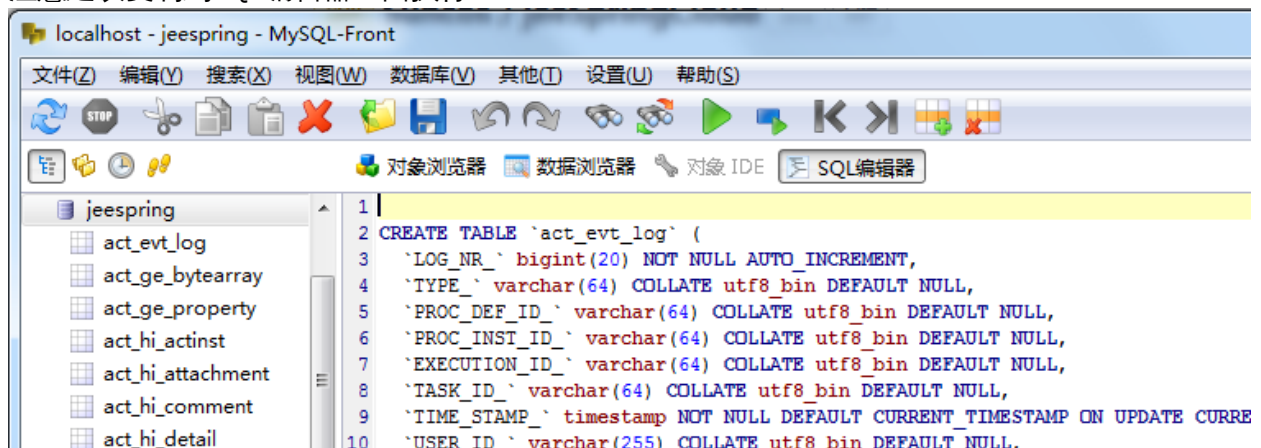 localhost - jeespring - MySQL-Front
文件(Z) 编辑(Y) 搜索(X) 视图(W) 数据库(V) 其他(T) 设置(U) 帮助(S)
STOP
对象浏览器 数据浏览器 对象 IDE SQL编辑器
jeespring
act_evt_log
act_ge_bytearray
act_ge_property
act_hi_actinst
act_hi_attachment
act_hi_comment
act_hi_detail
1
2 CREATE TABLE `act_evt_log` (
3 `LOG_NR_` bigint(20) NOT NULL AUTO_INCREMENT,
4 `TYPE_` varchar(64) COLLATE utf8_bin DEFAULT NULL,
5 `PROC_DEF_ID_` varchar(64) COLLATE utf8_bin DEFAULT NULL,
6 `PROC_INST_ID_` varchar(64) COLLATE utf8_bin DEFAULT NULL,
7 `EXECUTION_ID_` varchar(64) COLLATE utf8_bin DEFAULT NULL,
8 `TASK_ID_` varchar(64) COLLATE utf8_bin DEFAULT NULL,
9 `TIME_STAMP_` timestamp NOT NULL DEFAULT CURRENT_TIMESTAMP ON UPDATE CURRE
10 `USER_ID_` varchar(255) COLLATE utf8_bin DEFAULT NULL,